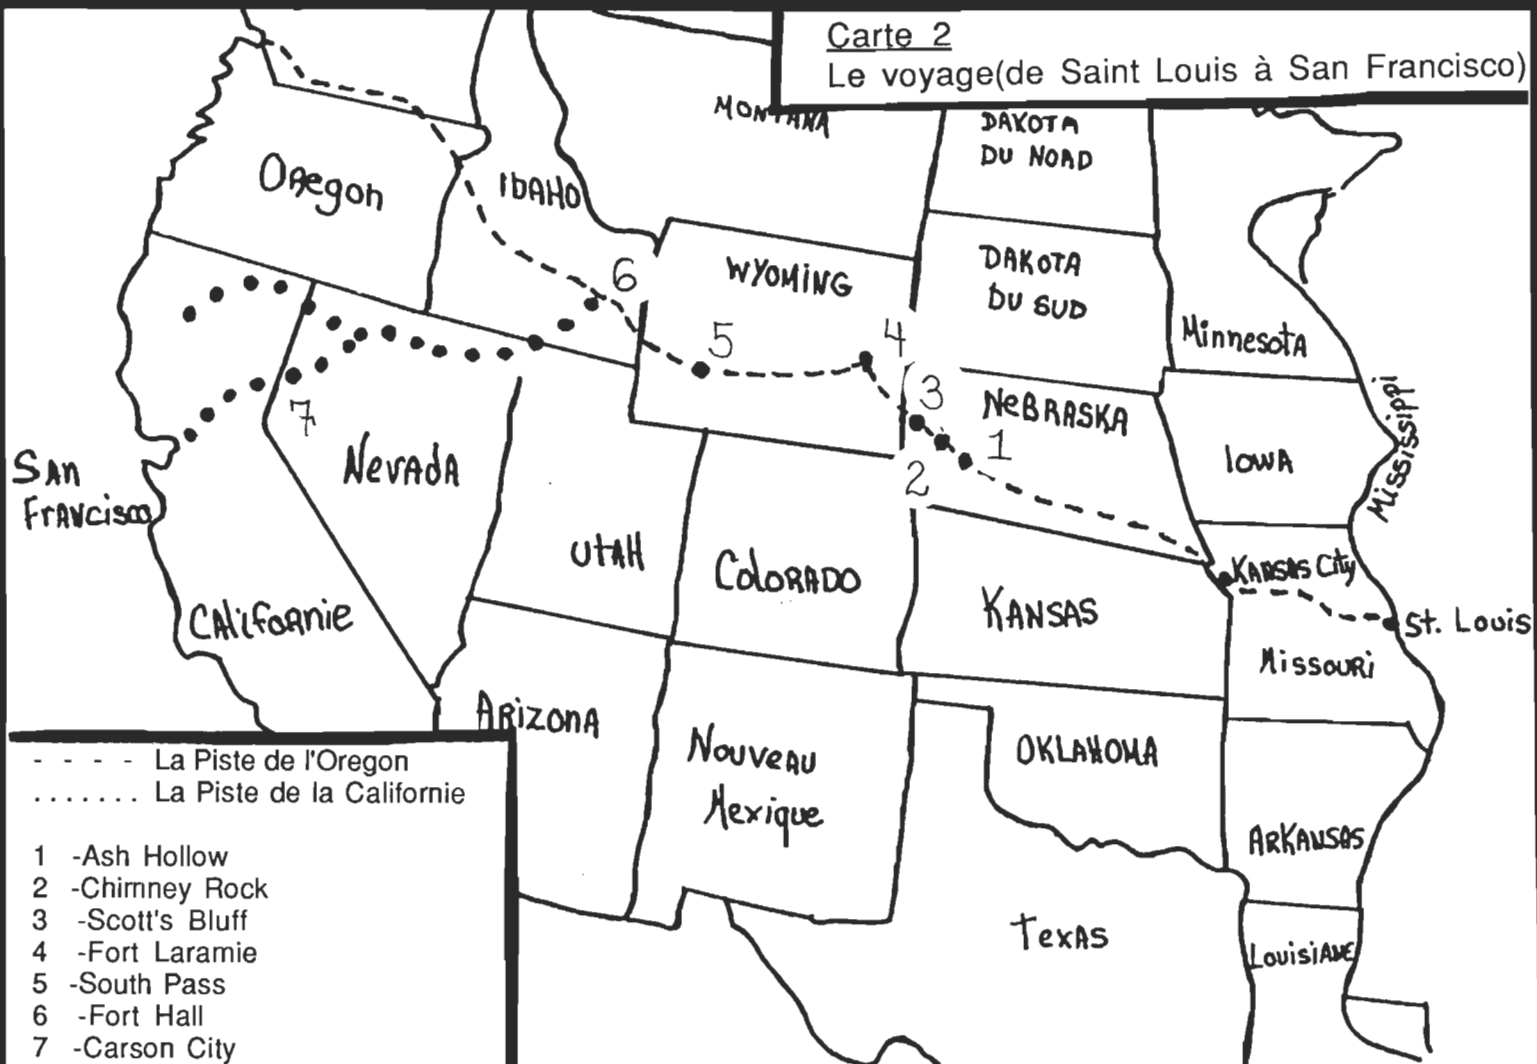 Carte 2
Le voyage(de Saint Louis à San Francisco)
MONTANA
DAKOTA
DU NORD
OREGON
IDAHO
6
WYOMING
DAKOTA
DU SUD
Minnesota
5
4
3
NEBRASKA
1
2
7
SAN
FRANCISCO
NEVADA
IOWA
Mississippi
UTAH
COLORADO
KANSAS
KANSAS City
St. Louis
CALIFORNIE
MISSOURI
ARIZONA
NOUVEAU
MEXIQUE
OKLAHOMA
ARKANSAS
TEXAS
LOUISIANE
- - - - La Piste de l'Oregon
....... La Piste de la Californie
1 -Ash Hollow
2 -Chimney Rock
3 -Scott's Bluff
4 -Fort Laramie
5 -South Pass
6 -Fort Hall
7 -Carson City